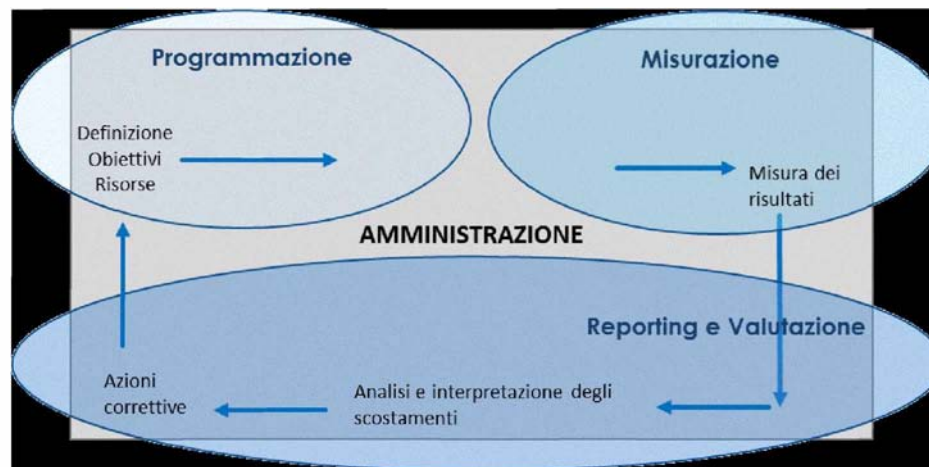 Programmazione
Misurazione
Definizione
Obiettivi
Risorse
Misura dei
risultati
AMMINISTRAZIONE
Reporting e Valutazione
Azioni
correttive
Analisi e interpretazione degli
scostamenti